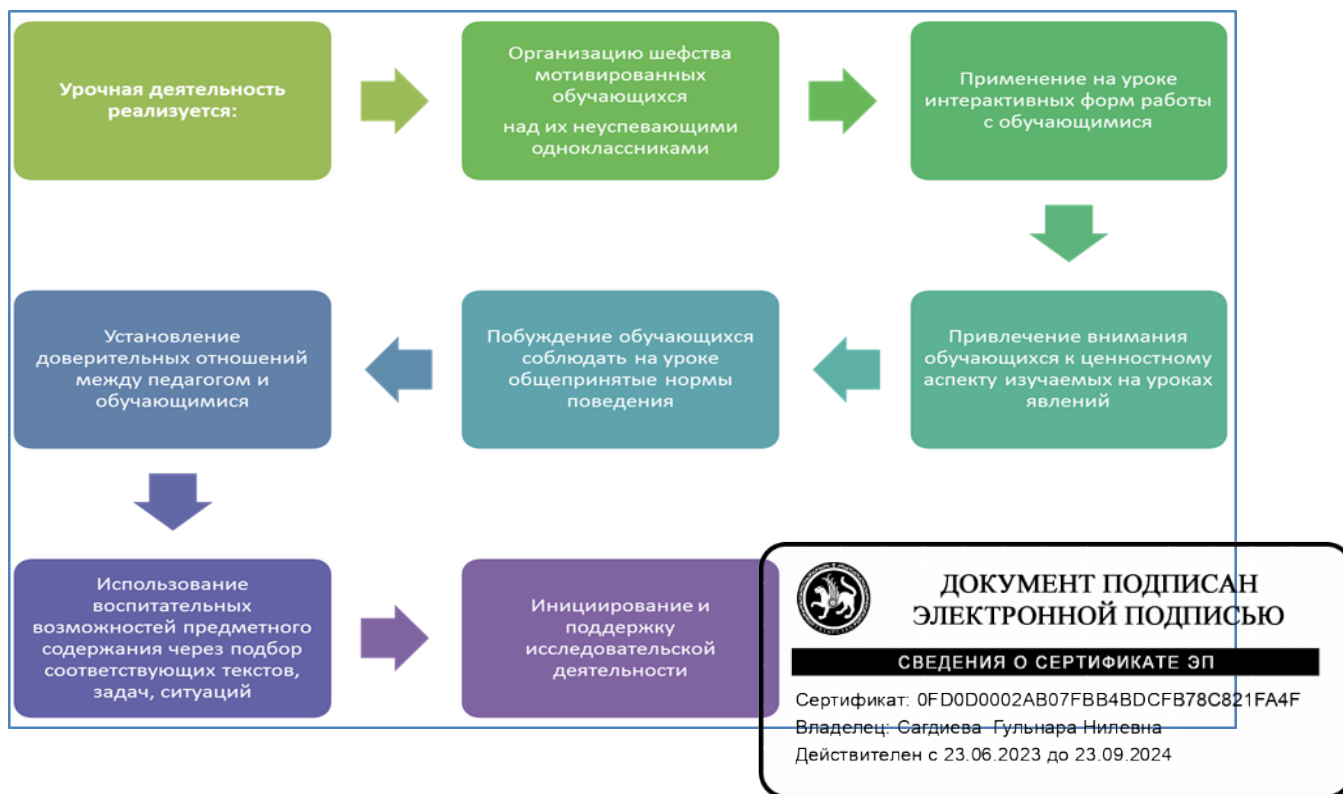 Урочная деятельность
реализуется:
Организацию шефства
мотивированных
обучающихся
над их неуспевающими
одноклассниками
Применение на уроке
интерактивных форм работы
с обучающимися
Привлечение внимания
обучающихся к ценностному
аспекту изучаемых на уроках
явлений
Побуждение обучающихся
соблюдать на уроке
общепринятые нормы
поведения
Установление
доверительных отношений
между педагогом и
обучающимися
Использование
воспитательных
возможностей предметного
содержания через подбор
соответствующих текстов,
задач, ситуаций
Инициирование и
поддержку
исследовательской
деятельности
ДОКУМЕНТ ПОДПИСАН
ЭЛЕКТРОННОЙ ПОДПИСЬЮ
СВЕДЕНИЯ О СЕРТИФИКАТЕ ЭП
Сертификат: 0FD0D0002AB07FBB4BDCFB78C821FA4F
Владелец: Сагдиева Гульнара Нилевна
Действителен с 23.06.2023 до 23.09.2024